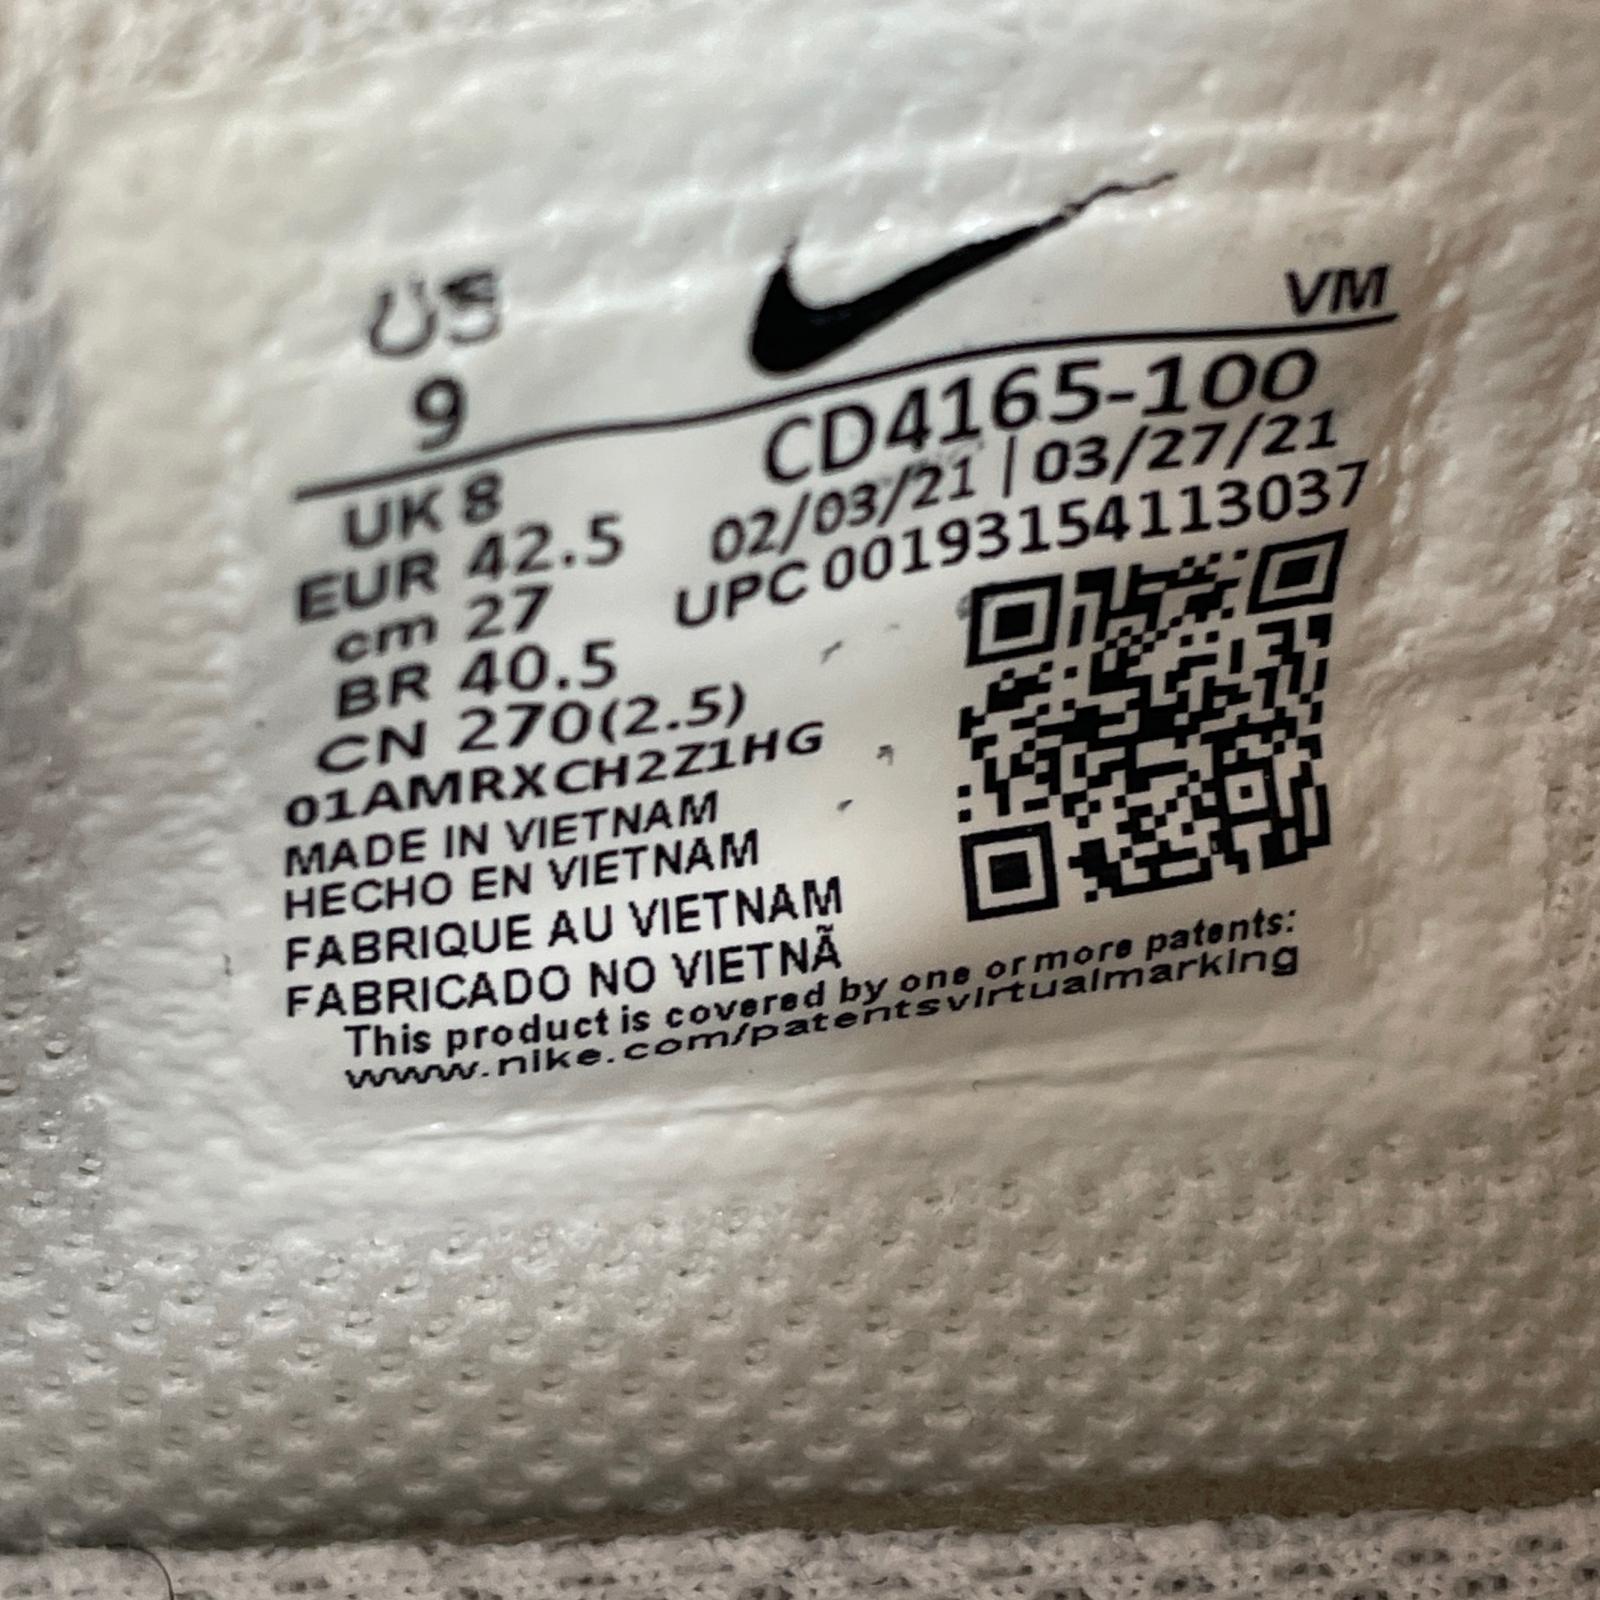 US
9
VM
CD4165-100
02/03/21 | 03/27/21
UPC 00193154113037
UK 8
EUR 42.5
cm 27
BR 40.5
CN 270(2.5)
01AMRXCH2Z1HG
MADE IN VIETNAM
HECHO EN VIETNAM
FABRIQUE AU VIETNAM
FABRICADO NO VIETNÃ
This product is covered by one or more patents:
www.nike.com/patentsvirtualmarking